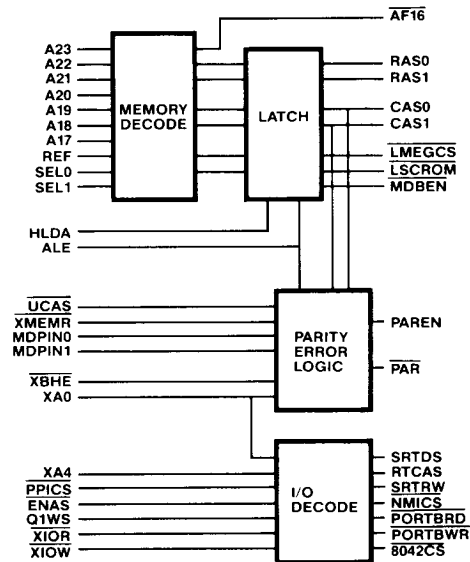 AF16
A23
A22
A21
A20
A19
A18
A17
REF
SEL0
SEL1
MEMORY
DECODE
LATCH
RAS0
RAS1
CAS0
CAS1
LMEGCS
LSCROM
MDBEN
HLDA
ALE
UCAS
XMEMR
MDPIN0
MDPIN1
XBHE
XA0
PARITY
ERROR
LOGIC
PAREN
PAR
XA4
PPICS
ENAS
Q1WS
XIOR
XIOW
I/O
DECODE
SRTDS
RTCAS
SRTRW
NMICS
PORTBRD
PORTBWR
8042CS